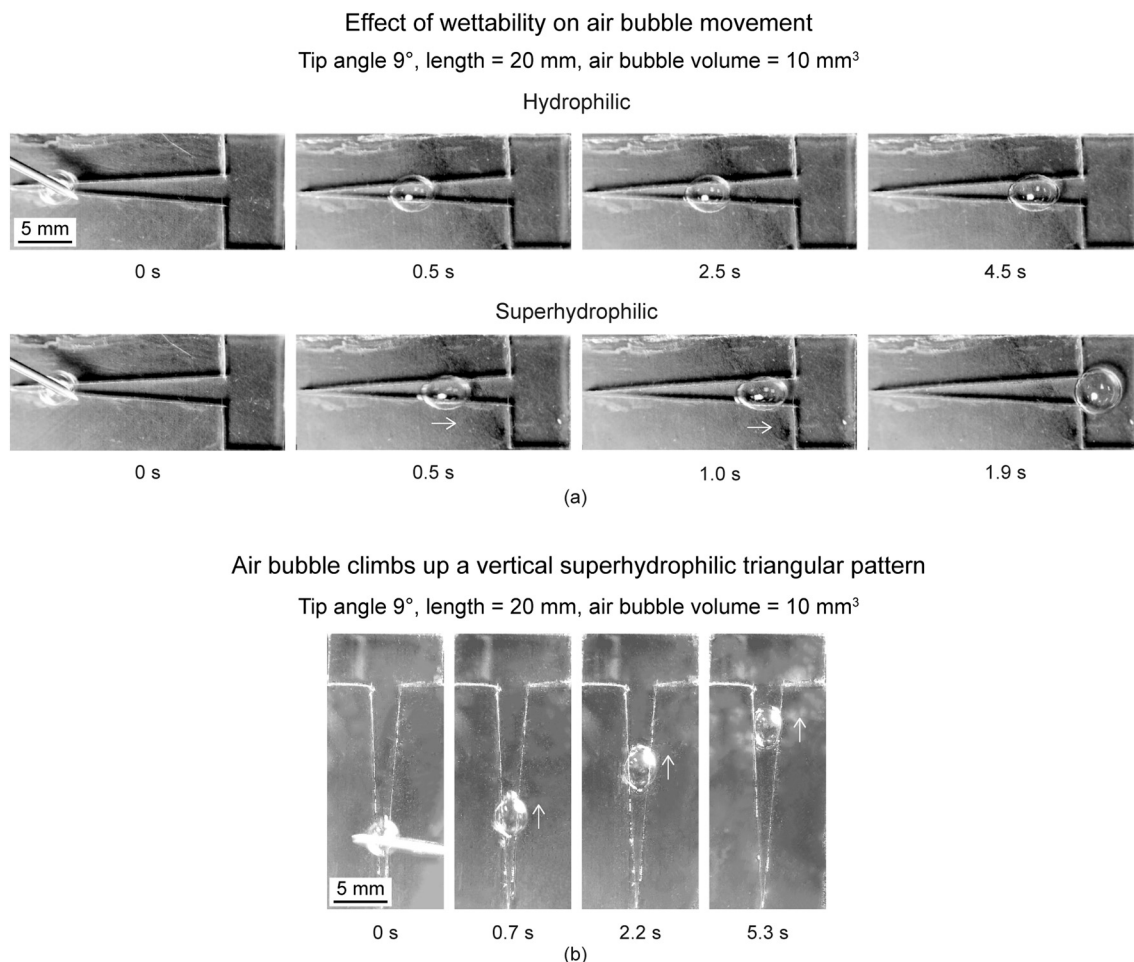 Effect of wettability on air bubble movement
Tip angle 9°, length = 20 mm, air bubble volume = 10 mm³
Hydrophilic
5 mm
0 s
0.5 s
2.5 s
4.5 s
Superhydrophilic
0 s
0.5 s
1.0 s
1.9 s
(a)
Air bubble climbs up a vertical superhydrophilic triangular pattern
Tip angle 9°, length = 20 mm, air bubble volume = 10 mm³
5 mm
0 s
0.7 s
2.2 s
5.3 s
(b)